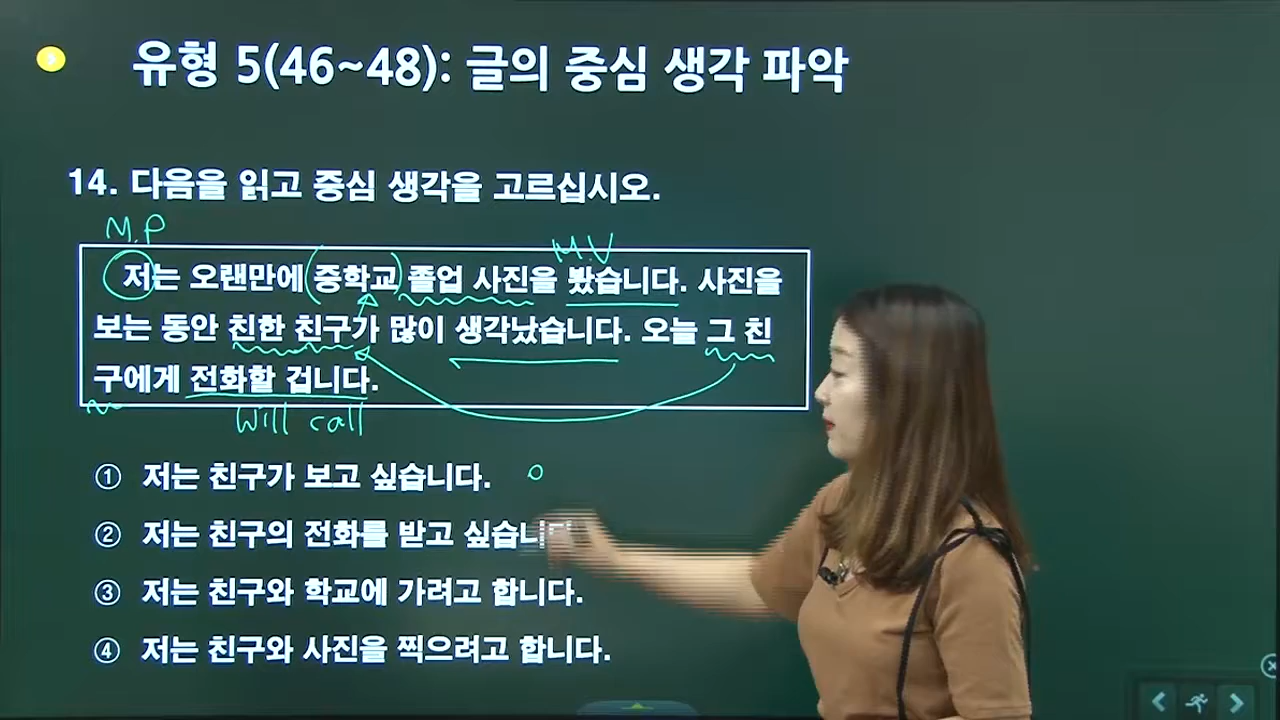 유형 5(46~48): 글의 중심 생각 파악
14. 다음을 읽고 중심 생각을 고르십시오.
M.P
M.V
저는 오랜만에 중학교 졸업 사진을 봤습니다. 사진을
보는 동안 친한 친구가 많이 생각났습니다. 오늘 그 친
구에게 전화할 겁니다.
Will call
① 저는 친구가 보고 싶습니다.
② 저는 친구의 전화를 받고 싶습니다
③ 저는 친구와 학교에 가려고 합니다.
④ 저는 친구와 사진을 찍으려고 합니다.